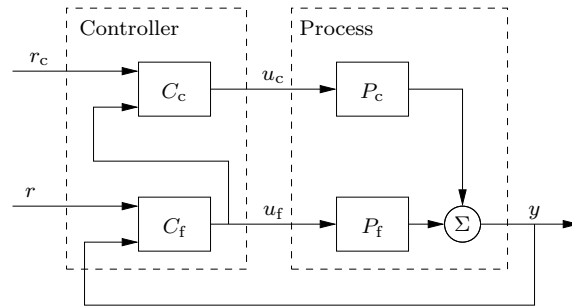 Controller
Process
r_c
C_c
u_c
P_c
r
C_f
u_f
P_f
Σ
y